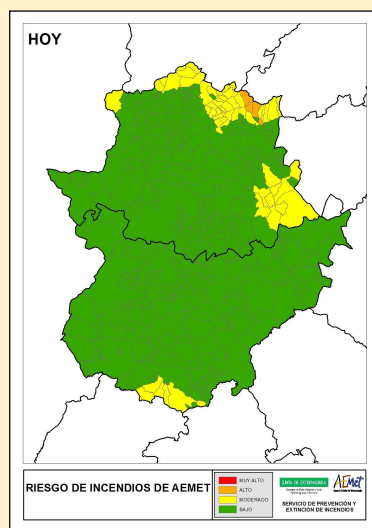 HOY
RIESGO DE INCENDIOS DE AEMET
MUY ALTO
ALTO
MODERADO
BAJO
JUNTA DE EXTREMADURA
AEMet
SERVICIO DE PREVENCIÓN Y
EXTINCIÓN DE INCENDIOS